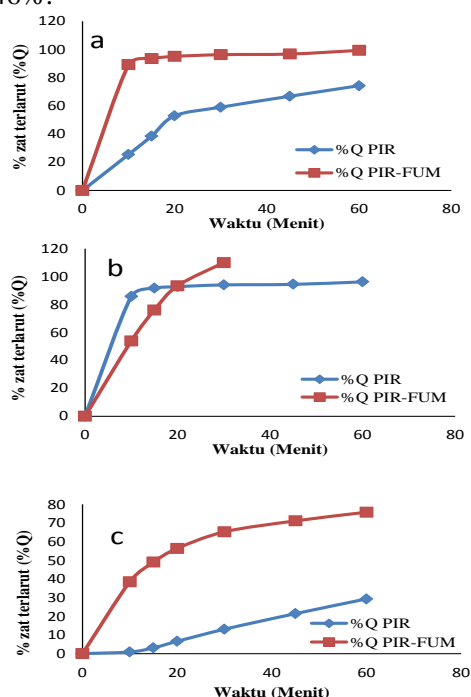 a
% zat terlarut (%Q)
120
100
80
60
40
20
0
%Q PIR
%Q PIR-FUM
0 20 40 60 80
Waktu (Menit)
b
% zat terlarut (%Q)
120
100
80
60
40
20
0
%Q PIR
%Q PIR-FUM
0 20 40 60 80
Waktu (Menit)
c
% zat terlarut (%Q)
80
70
60
50
40
30
20
10
0
%Q PIR
%Q PIR-FUM
0 20 40 60 80
Waktu (Menit)